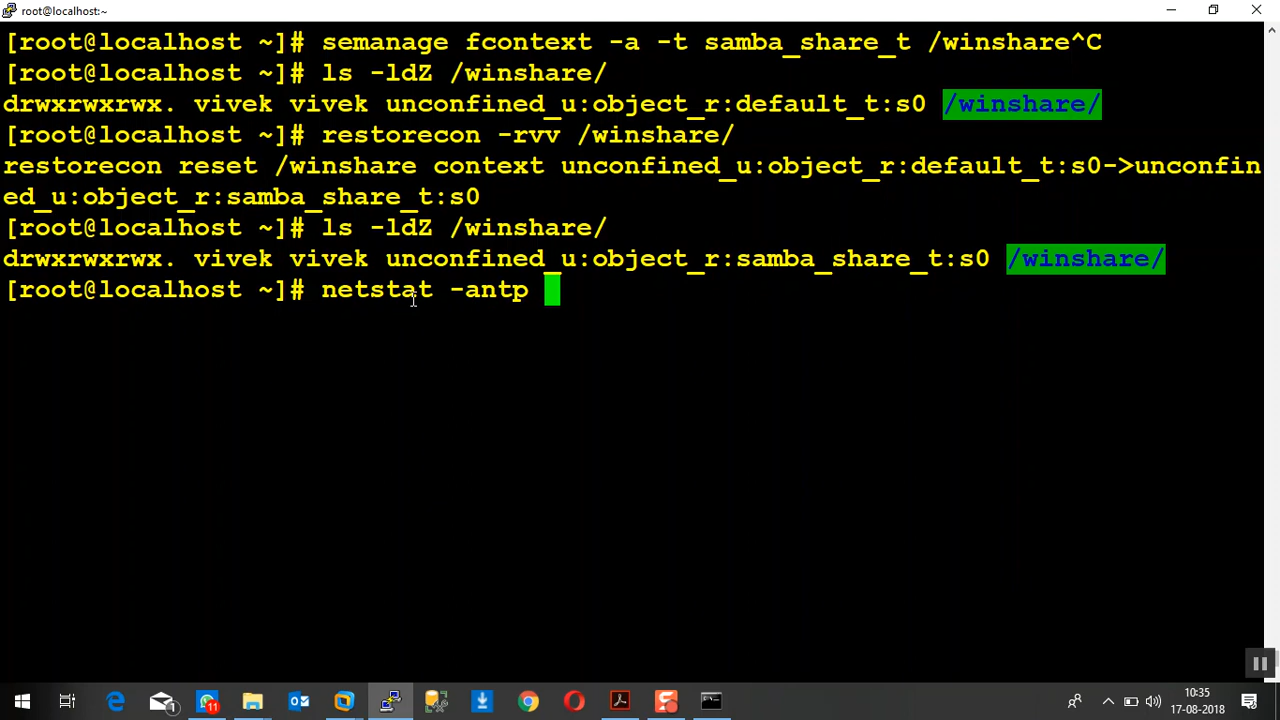 root@localhost:~
[root@localhost ~]# semanage fcontext -a -t samba_share_t /winshare^C
[root@localhost ~]# ls -ldZ /winshare/
drwxrwxrwx. vivek vivek unconfined_u:object_r:default_t:s0 /winshare/
[root@localhost ~]# restorecon -rvv /winshare/
restorecon reset /winshare context unconfined_u:object_r:default_t:s0->unconfin
ed_u:object_r:samba_share_t:s0
[root@localhost ~]# ls -ldZ /winshare/
drwxrwxrwx. vivek vivek unconfined_u:object_r:samba_share_t:s0 /winshare/
[root@localhost ~]# netstat -antp
1
11
10:35
17-08-2018